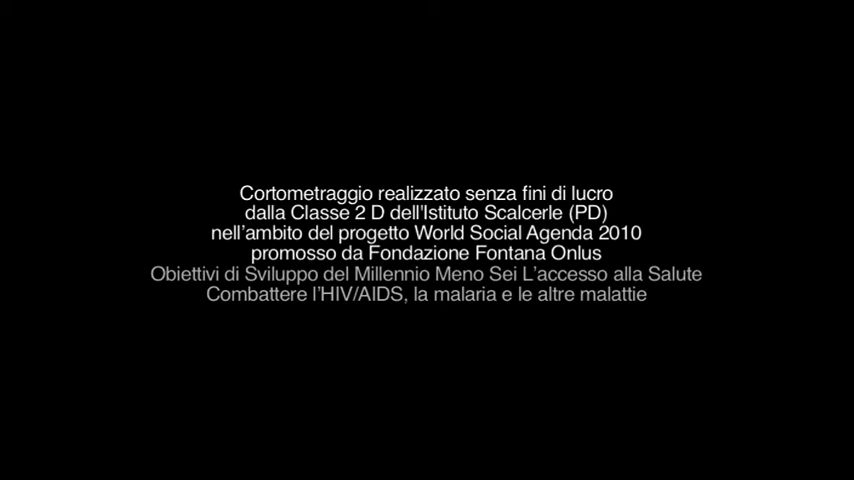 Cortometraggio realizzato senza fini di lucro
dalla Classe 2 D dell'Istituto Scalcerle (PD)
nell'ambito del progetto World Social Agenda 2010
promosso da Fondazione Fontana Onlus
Obiettivi di Sviluppo del Millennio Meno Sei L'accesso alla Salute
Combattere l'HIV/AIDS, la malaria e le altre malattie